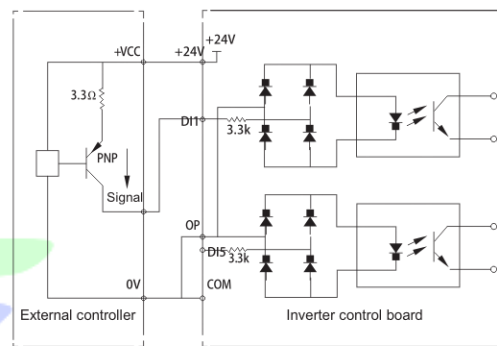 +VCC
+24V
+24V
3.3Ω
PNP
Signal
DI1
3.3k
OP
DI5
3.3k
0V
COM
External controller
Inverter control board